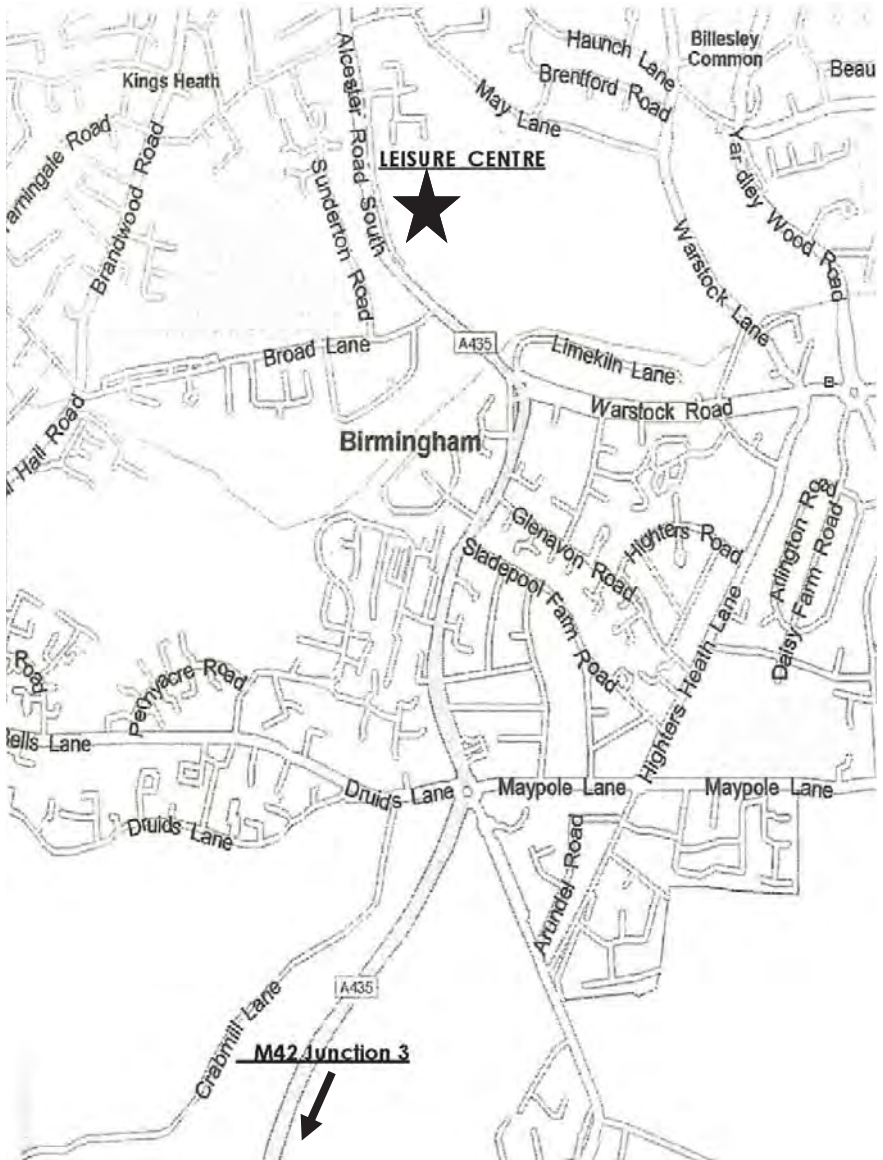 Haunch Lane
Billesley
Common
Beau
Kings Heath
Brentford Road
May Lane
Alcester Road South
LEISURE CENTRE
Yardley Wood Road
Brandwood Road
Sunderton Road
Warstock Lane
A435
Broad Lane
Limekiln Lane
Warstock Road
Birmingham
Hall Road
Glenavon Road
Highters Road
Arlington Road
Daisy Farm Road
Sladepool Farm Road
Highters Heath Lane
Road
Pennyacre Road
Bells Lane
Druids Lane
Maypole Lane
Maypole Lane
Druids Lane
Arundel Road
A435
Crabmill Lane
M42 Junction 3